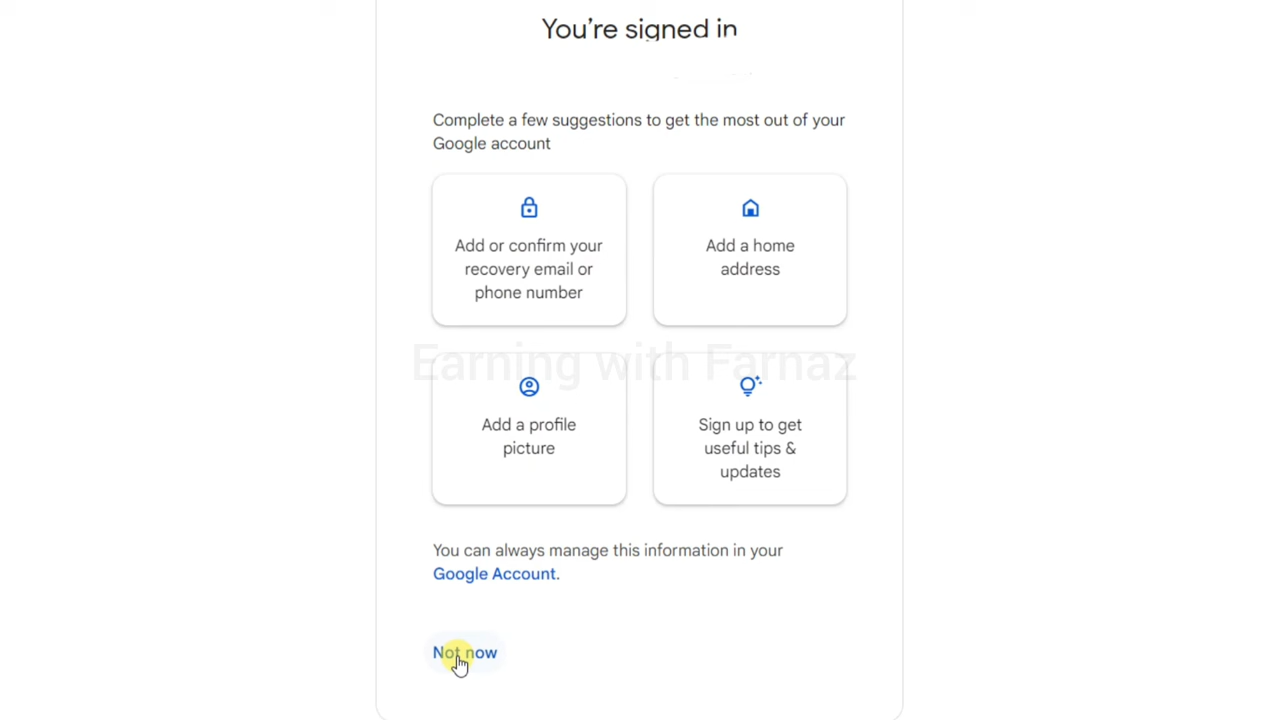 You're signed in
Complete a few suggestions to get the most out of your
Google account
Add or confirm your
recovery email or
phone number
Add a home
address
Earning with Farnaz
Add a profile
picture
Sign up to get
useful tips &
updates
You can always manage this information in your
Google Account.
Not now